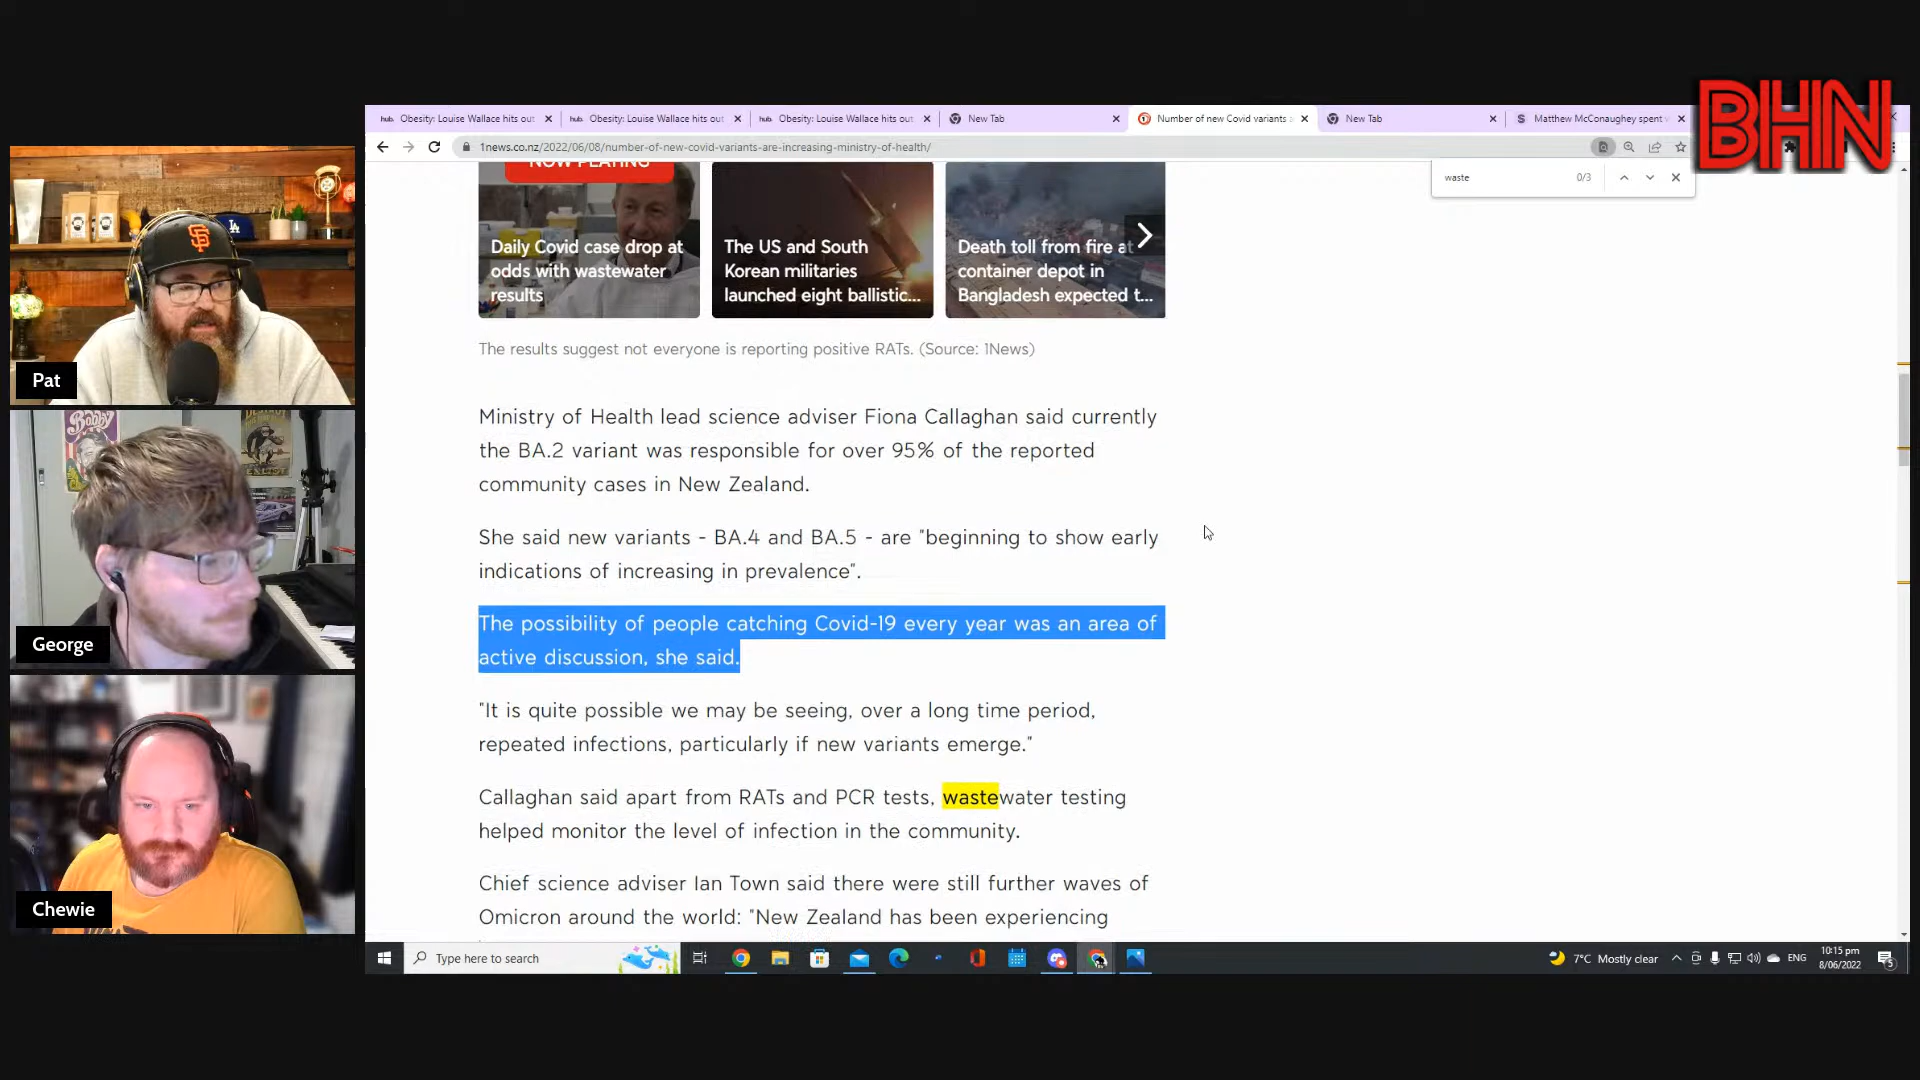 BHN
Obesity: Louise Wallace hits out
Obesity: Louise Wallace hits out
Obesity: Louise Wallace hits out
New Tab
Number of new Covid variants
New Tab
Matthew McConaughey spent
1news.co.nz/2022/06/08/number-of-new-covid-variants-are-increasing-ministry-of-health/
waste
0/3
NOW PLAYING
Daily Covid case drop at
odds with wastewater
results
The US and South
Korean militaries
launched eight ballistic...
Death toll from fire at
container depot in
Bangladesh expected t...
The results suggest not everyone is reporting positive RATs. (Source: 1News)
Ministry of Health lead science adviser Fiona Callaghan said currently
the BA.2 variant was responsible for over 95% of the reported
community cases in New Zealand.
She said new variants - BA.4 and BA.5 - are "beginning to show early
indications of increasing in prevalence".
The possibility of people catching Covid-19 every year was an area of
active discussion, she said.
"It is quite possible we may be seeing, over a long time period,
repeated infections, particularly if new variants emerge."
Callaghan said apart from RATs and PCR tests, wastewater testing
helped monitor the level of infection in the community.
Chief science adviser Ian Town said there were still further waves of
Omicron around the world: "New Zealand has been experiencing
Pat
Bobby
George
Chewie
Type here to search
7°C Mostly clear
ENG
10:15 pm
8/06/2022
5